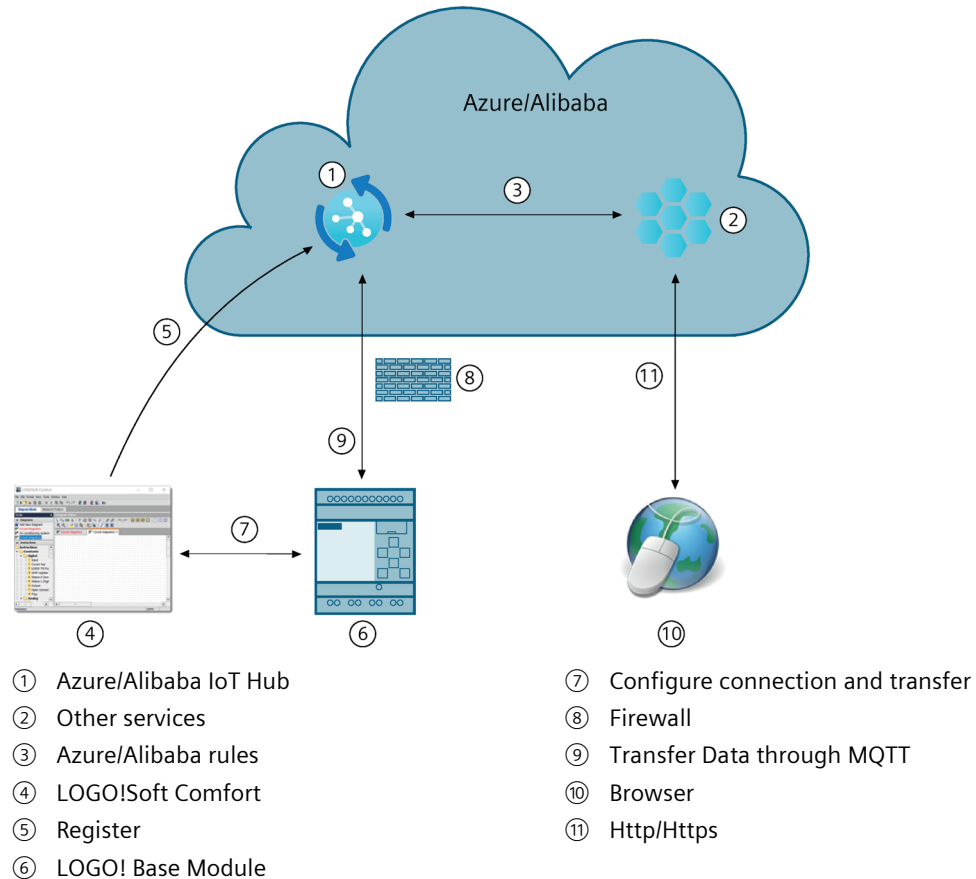 Azure/Alibaba
①
③
②
⑤
⑧
⑪
⑨
⑦
④
⑥
⑩
① Azure/Alibaba IoT Hub
② Other services
③ Azure/Alibaba rules
④ LOGO!Soft Comfort
⑤ Register
⑥ LOGO! Base Module
⑦ Configure connection and transfer
⑧ Firewall
⑨ Transfer Data through MQTT
⑩ Browser
⑪ Http/Https